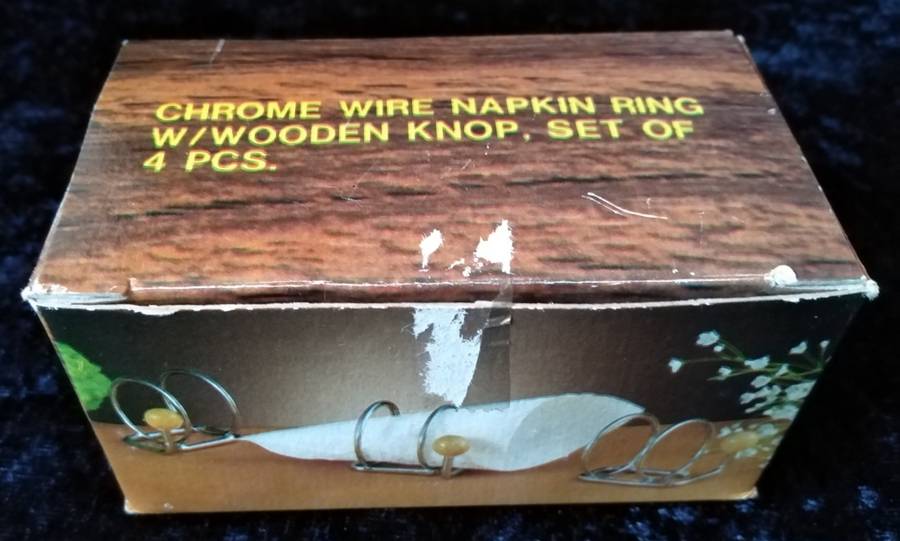 CHROME WIRE NAPKIN RING
W/WOODEN KNOP, SET OF
4 PCS.